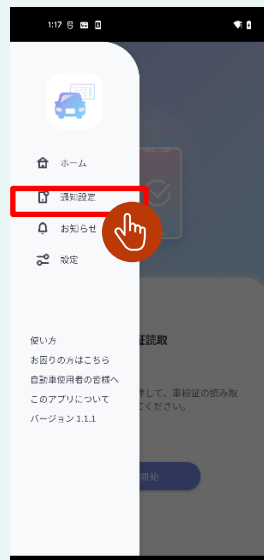 1:17
ホーム
通知設定
お知らせ
設定
使い方
お困りの方はこちら
自動車使用者の皆様へ
このアプリについて
バージョン 1.1.1
証読取
して、車検証の読み取
ください。
開始